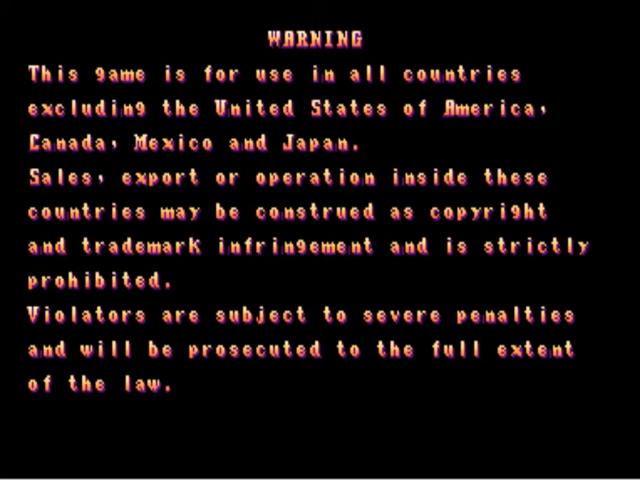 WARNING
This game is for use in all countries
excluding the United States of America,
Canada, Mexico and Japan.
Sales, export or operation inside these
countries may be construed as copyright
and trademark infringement and is strictly
prohibited.
Violators are subject to severe penalties
and will be prosecuted to the full extent
of the law.